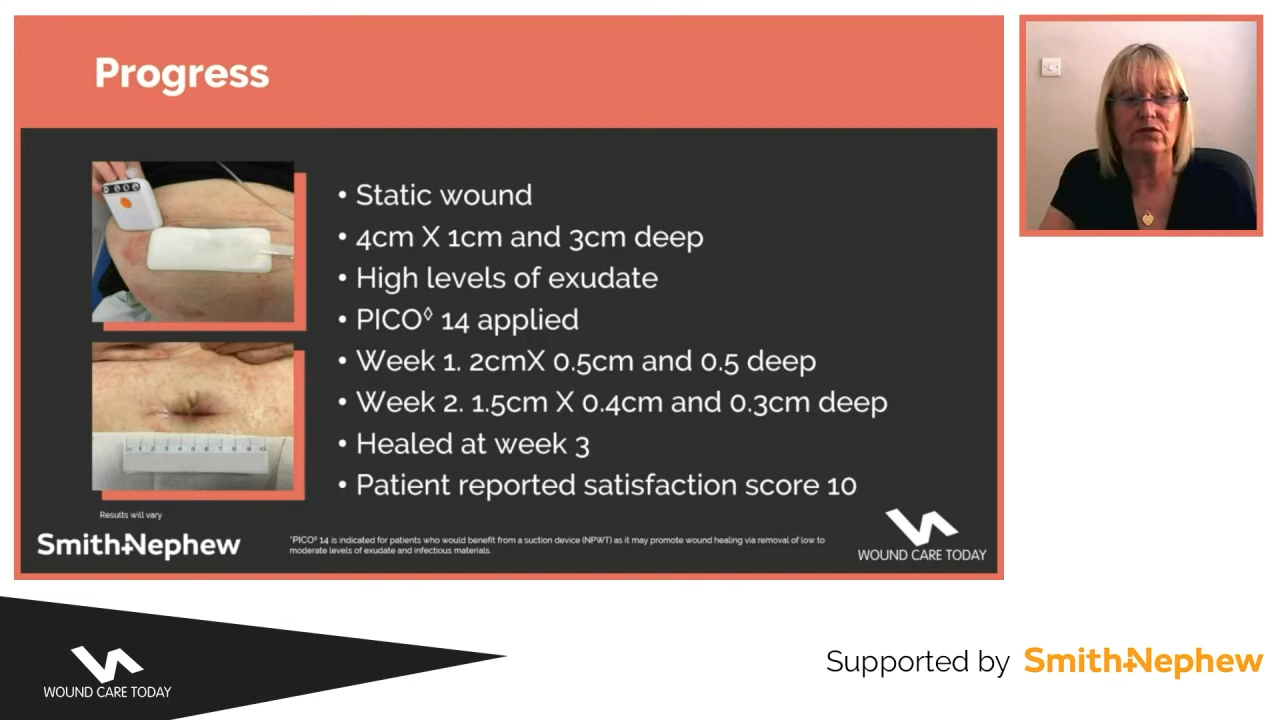 Progress
• Static wound
• 4cm X 1cm and 3cm deep
• High levels of exudate
• PICO◊ 14 applied
• Week 1. 2cmX 0.5cm and 0.5 deep
• Week 2. 1.5cm X 0.4cm and 0.3cm deep
• Healed at week 3
• Patient reported satisfaction score 10
Results will vary
Smith+Nephew
*PICO◊ 14 is indicated for patients who would benefit from a suction device (NPWT) as it may promote wound healing via removal of low to
moderate levels of exudate and infectious materials.
WOUND CARE TODAY
WOUND CARE TODAY
Supported by Smith+Nephew